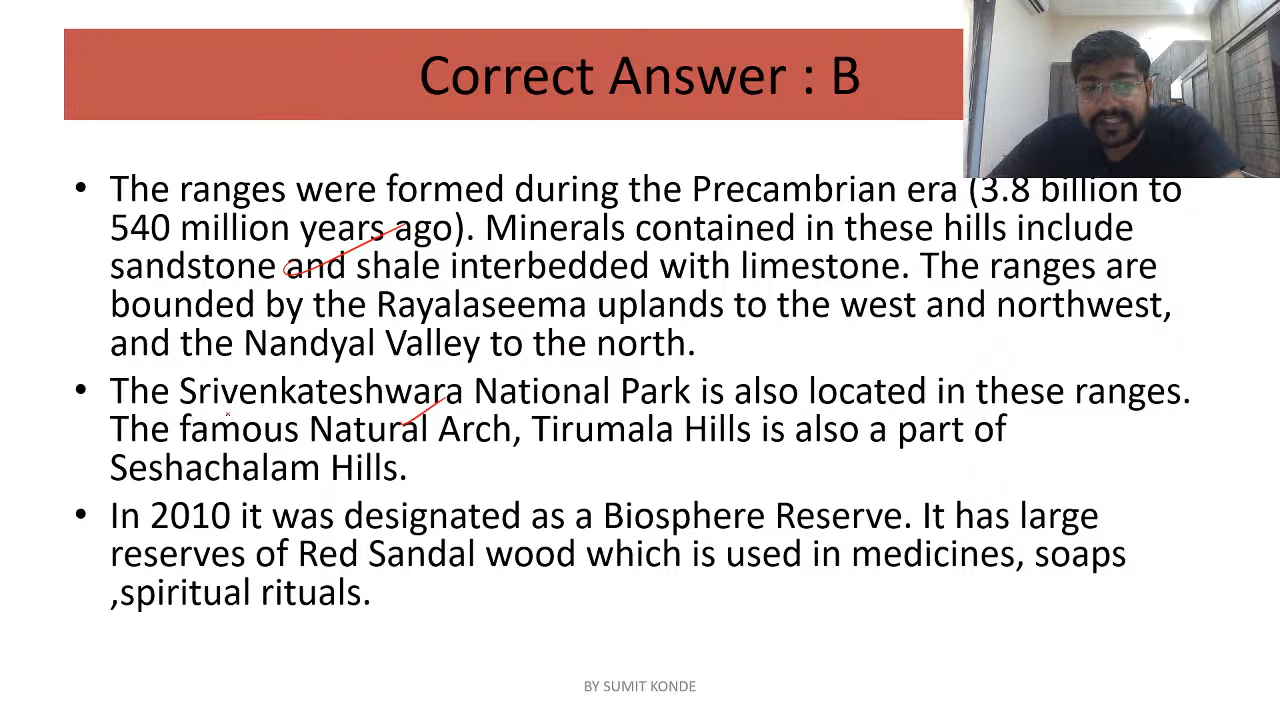 Correct Answer : B
• The ranges were formed during the Precambrian era (3.8 billion to
540 million years ago). Minerals contained in these hills include
sandstone and shale interbedded with limestone. The ranges are
bounded by the Rayalaseema uplands to the west and northwest,
and the Nandyal Valley to the north.
• The Srivenkateshwara National Park is also located in these ranges.
The famous Natural Arch, Tirumala Hills is also a part of
Seshachalam Hills.
• In 2010 it was designated as a Biosphere Reserve. It has large
reserves of Red Sandal wood which is used in medicines, soaps
,spiritual rituals.
BY SUMIT KONDE